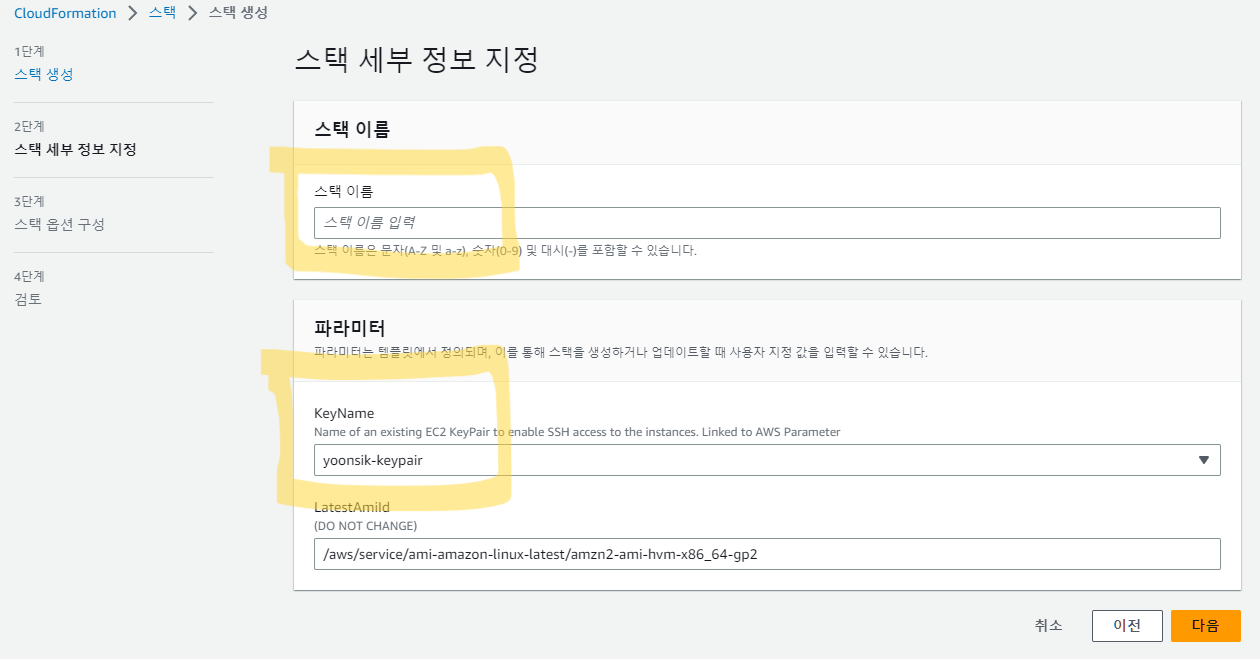 CloudFormation > 스택 > 스택 생성
1단계
스택 생성
2단계
스택 세부 정보 지정
3단계
스택 옵션 구성
4단계
검토
스택 세부 정보 지정
스택 이름
스택 이름
스택 이름 입력
스택 이름은 문자(A-Z 및 a-z), 숫자(0-9) 및 대시(-)를 포함할 수 있습니다.
파라미터
파라미터는 템플릿에서 정의되며, 이를 통해 스택을 생성하거나 업데이트할 때 사용자 지정 값을 입력할 수 있습니다.
KeyName
Name of an existing EC2 KeyPair to enable SSH access to the instances. Linked to AWS Parameter
yoonsik-keypair
LatestAmiId
(DO NOT CHANGE)
/aws/service/ami-amazon-linux-latest/amzn2-ami-hvm-x86_64-gp2
취소
이전
다음